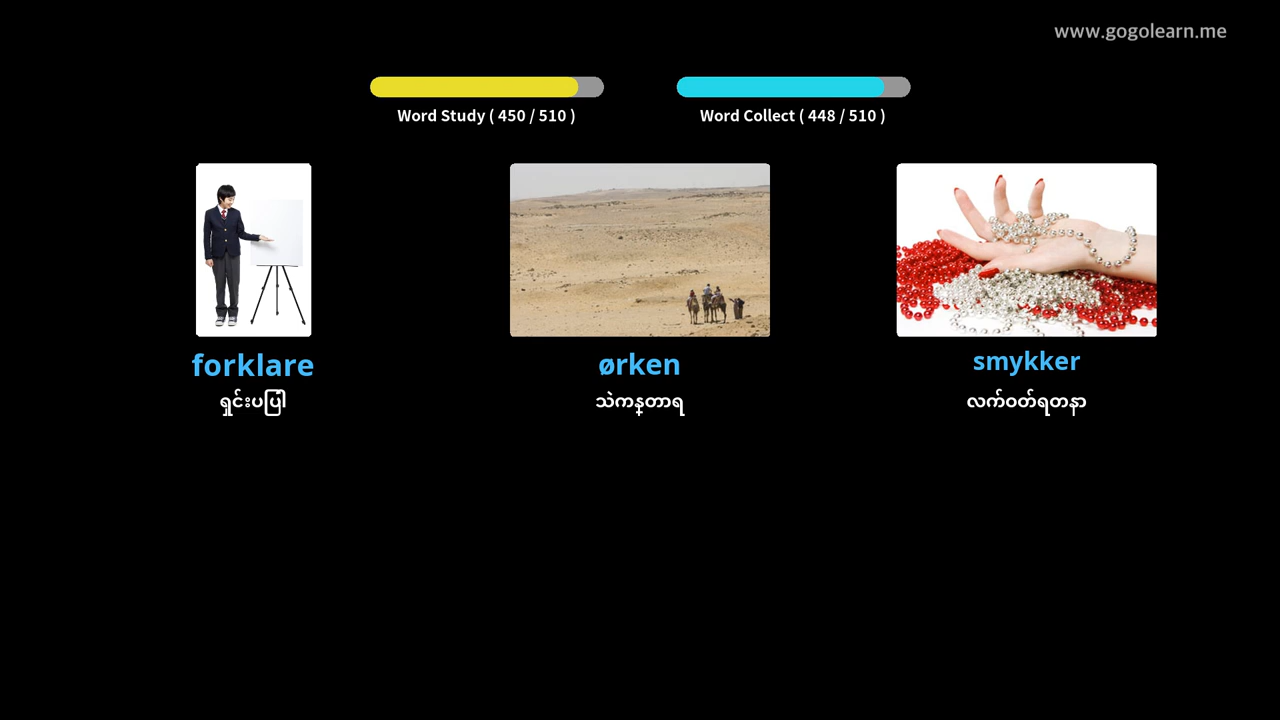 www.gogolearn.me
Word Study ( 450 / 510 )
Word Collect ( 448 / 510 )
forklare
ရှင်းပပြါ
ørken
သဲကန္တာရ
smykker
လက်ဝတ်ရတနာ